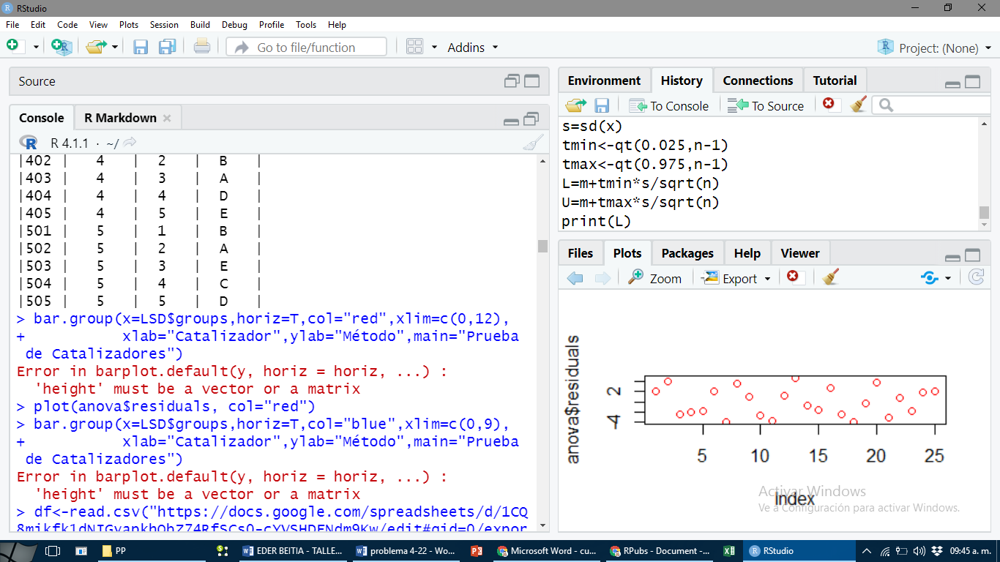 RStudio
File Edit Code View Plots Session Build Debug Profile Tools Help
Go to file/function
Addins
Project: (None)
Source
Console
R Markdown
R 4.1.1 · ~/
|402 | 4 | 2 | B |
|403 | 4 | 3 | A |
|404 | 4 | 4 | D |
|405 | 4 | 5 | E |
|501 | 5 | 1 | B |
|502 | 5 | 2 | A |
|503 | 5 | 3 | E |
|504 | 5 | 4 | C |
|505 | 5 | 5 | D |
> bar.group(x=LSD$groups,horiz=T,col="red",xlim=c(0,12),
+ xlab="Catalizador",ylab="Método",main="Prueba
de Catalizadores")
Error in barplot.default(y, horiz = horiz, ...) :
'height' must be a vector or a matrix
> plot(anova$residuals, col="red")
> bar.group(x=LSD$groups,horiz=T,col="blue",xlim=c(0,9),
+ xlab="Catalizador",ylab="Método",main="Prueba
de Catalizadores")
Error in barplot.default(y, horiz = horiz, ...) :
'height' must be a vector or a matrix
> df<-read.csv("https://docs.google.com/spreadsheets/d/1CQ
Environment History Connections Tutorial
To Console To Source
s=sd(x)
tmin<-qt(0.025,n-1)
tmax<-qt(0.975,n-1)
L=m+tmin*s/sqrt(n)
U=m+tmax*s/sqrt(n)
print(L)
Files Plots Packages Help Viewer
Zoom Export
anova$residuals
2
-4
5 10 15 20 25
Index
Activar Windows
Ve a Configuración para activar Windows.
PP
EDER BEITIA - TALLE...
problema 4-22 - Wo...
Microsoft Word - cu...
RPubs - Document -...
RStudio
09:45 a. m.